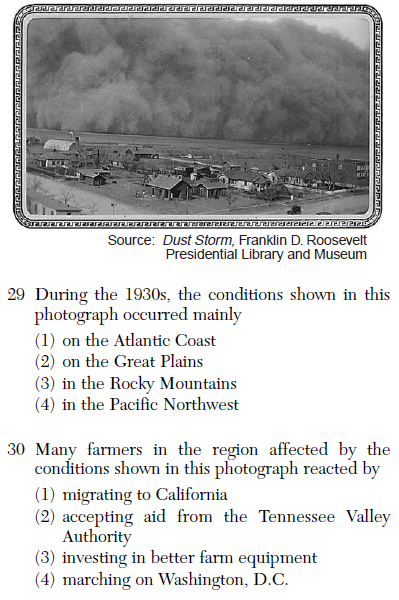 Source: Dust Storm, Franklin D. Roosevelt
Presidential Library and Museum
29 During the 1930s, the conditions shown in this
photograph occurred mainly
(1) on the Atlantic Coast
(2) on the Great Plains
(3) in the Rocky Mountains
(4) in the Pacific Northwest
30 Many farmers in the region affected by the
conditions shown in this photograph reacted by
(1) migrating to California
(2) accepting aid from the Tennessee Valley
Authority
(3) investing in better farm equipment
(4) marching on Washington, D.C.